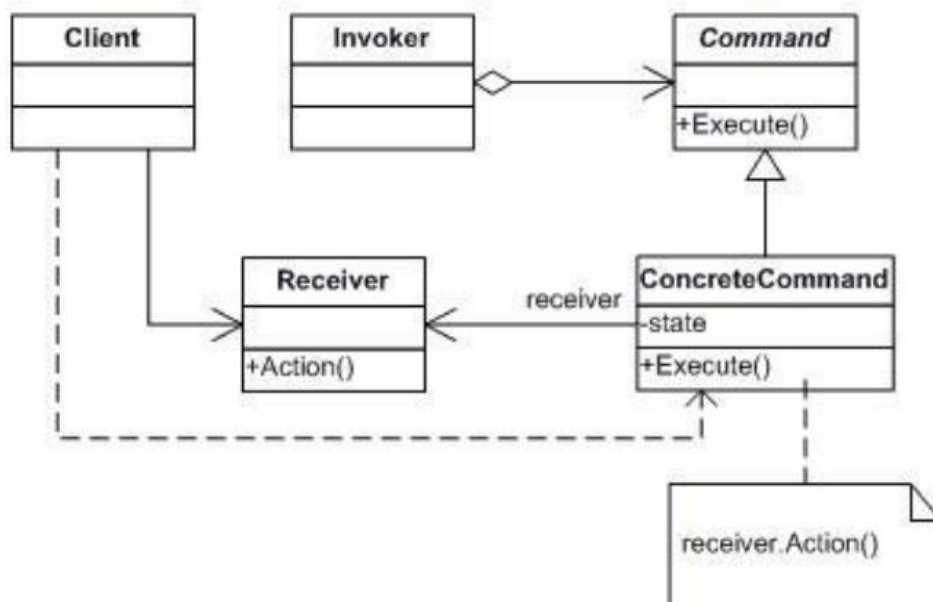 Client
Invoker
Command
+Execute()
Receiver
+Action()
receiver
ConcreteCommand
-state
+Execute()
receiver.Action()